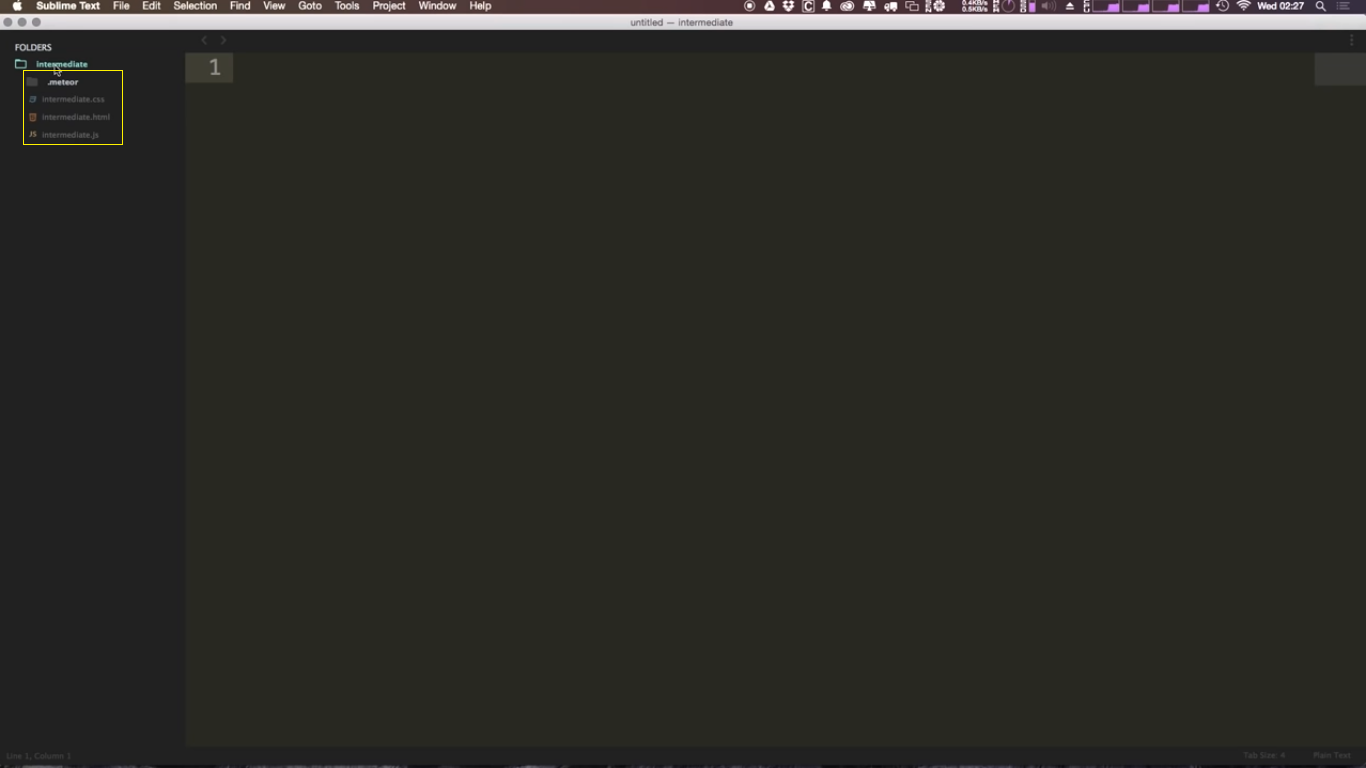 Sublime Text File Edit Selection Find View Goto Tools Project Window Help 0.4KB/s 0.5KB/s Wed 02:27
untitled — intermediate
FOLDERS
intermediate
.meteor
intermediate.css
intermediate.html
JS intermediate.js
1
Line 1, Column 1 Tab Size: 4 Plain Text